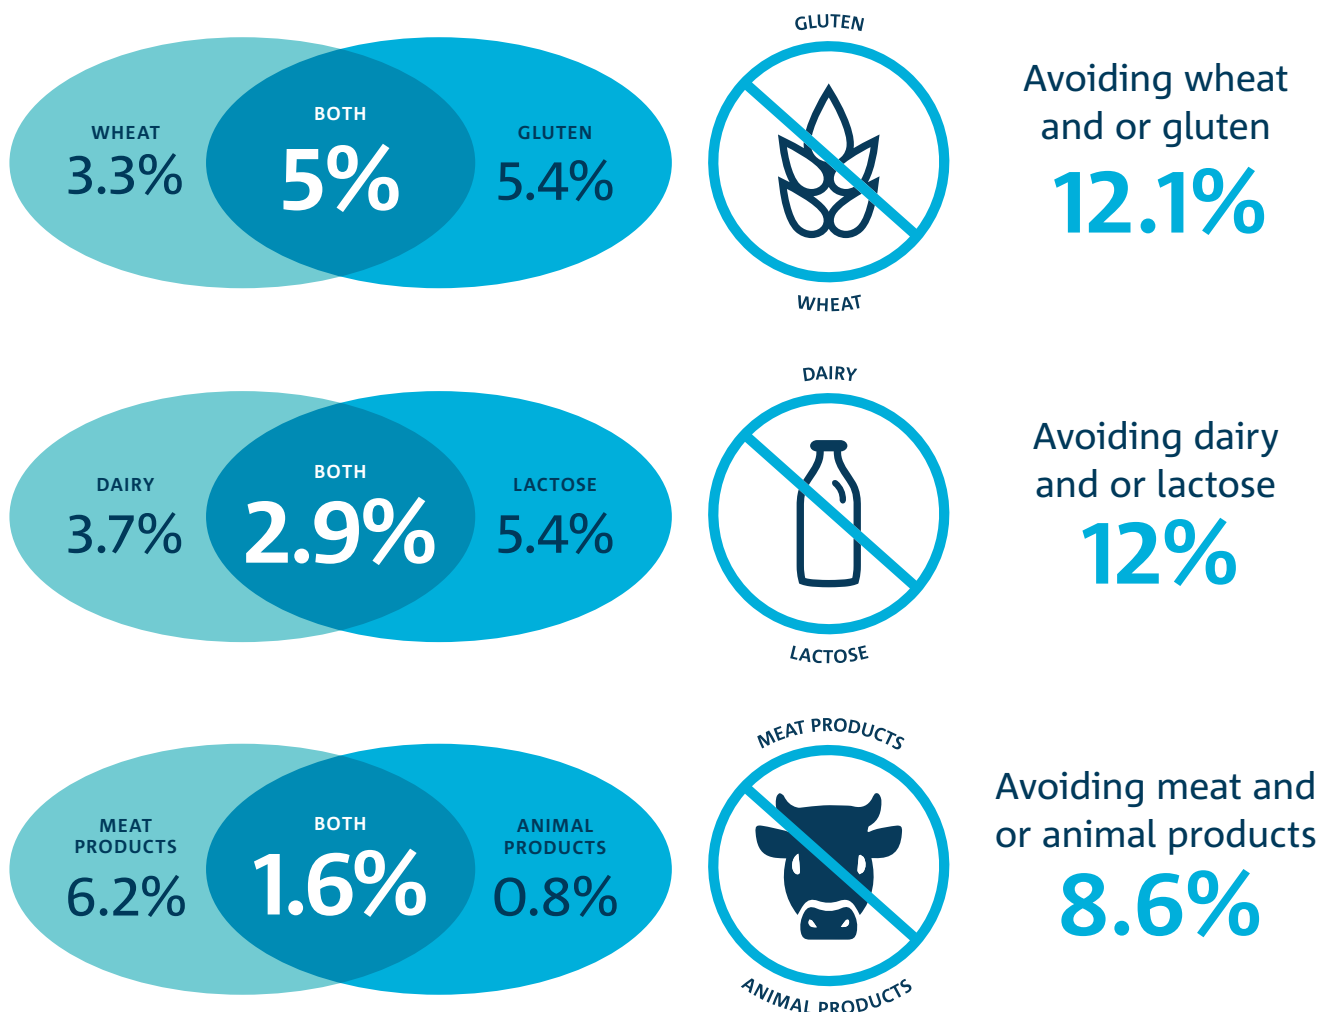 WHEAT
3.3%
BOTH
5%
GLUTEN
5.4%
GLUTEN
WHEAT
Avoiding wheat
and or gluten
12.1%
DAIRY
3.7%
BOTH
2.9%
LACTOSE
5.4%
DAIRY
LACTOSE
Avoiding dairy
and or lactose
12%
MEAT
PRODUCTS
6.2%
BOTH
1.6%
ANIMAL
PRODUCTS
0.8%
MEAT PRODUCTS
ANIMAL PRODUCTS
Avoiding meat and
or animal products
8.6%